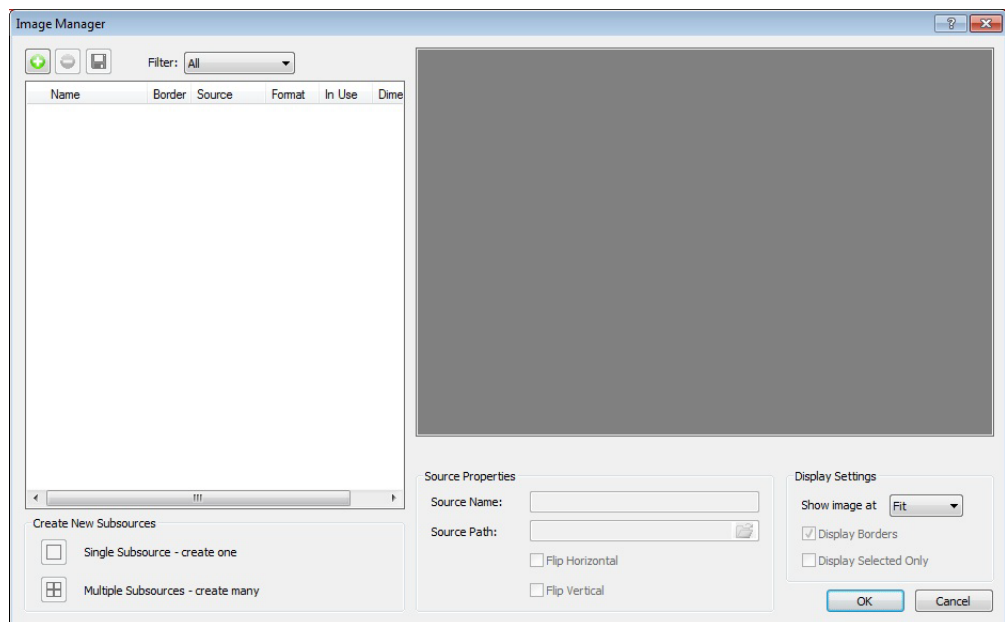 Image Manager
Filter: All
Name Border Source Format In Use Dime
Create New Subsources
Single Subsource - create one
Multiple Subsources - create many
Source Properties
Source Name:
Source Path:
Flip Horizontal
Flip Vertical
Display Settings
Show image at Fit
Display Borders
Display Selected Only
OK Cancel